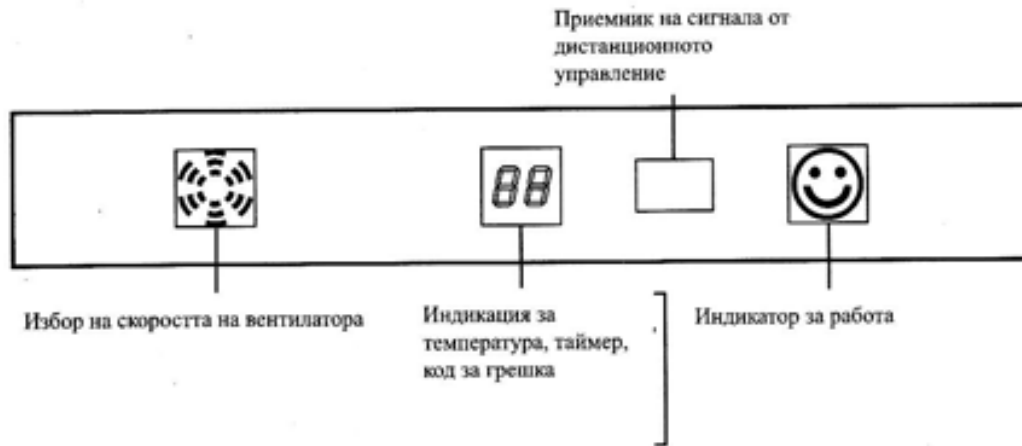 Приемник на сигнала от
дистанционното
управление
88
Избор на скоростта на вентилатора
Индикация за
температура, таймер,
код за грешка
Индикатор за работа